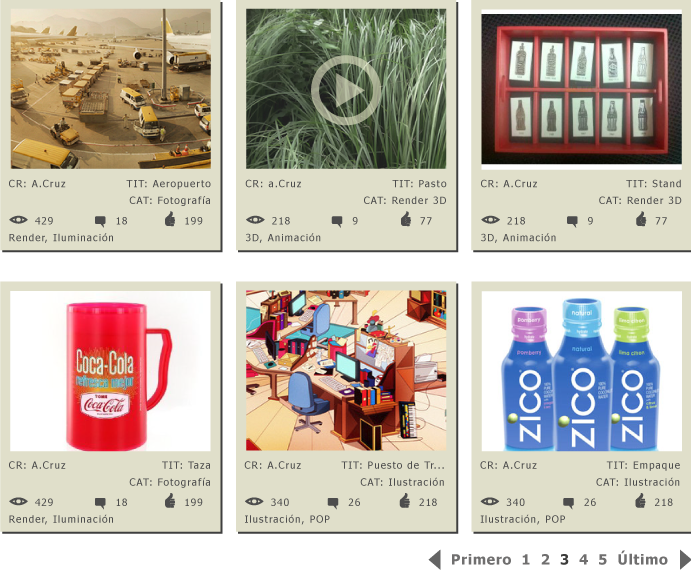 CR: A.Cruz TIT: Aeropuerto
CAT: Fotografía
429 18 199
Render, Iluminación
CR: a.Cruz TIT: Pasto
CAT: Render 3D
218 9 77
3D, Animación
CR: A.Cruz TIT: Stand
CAT: Render 3D
218 9 77
3D, Animación
Coca-Cola
Coca-Cola
CR: A.Cruz TIT: Taza
CAT: Fotografía
429 18 199
Render, Iluminación
CR: A.Cruz TIT: Puesto de Tr...
CAT: Ilustración
340 26 218
Ilustración, POP
natural
natural
ZICO
ZICO
ZICO
CR: A.Cruz TIT: Empaque
CAT: Ilustración
340 26 218
Ilustración, POP
Primero 1 2 3 4 5 Último